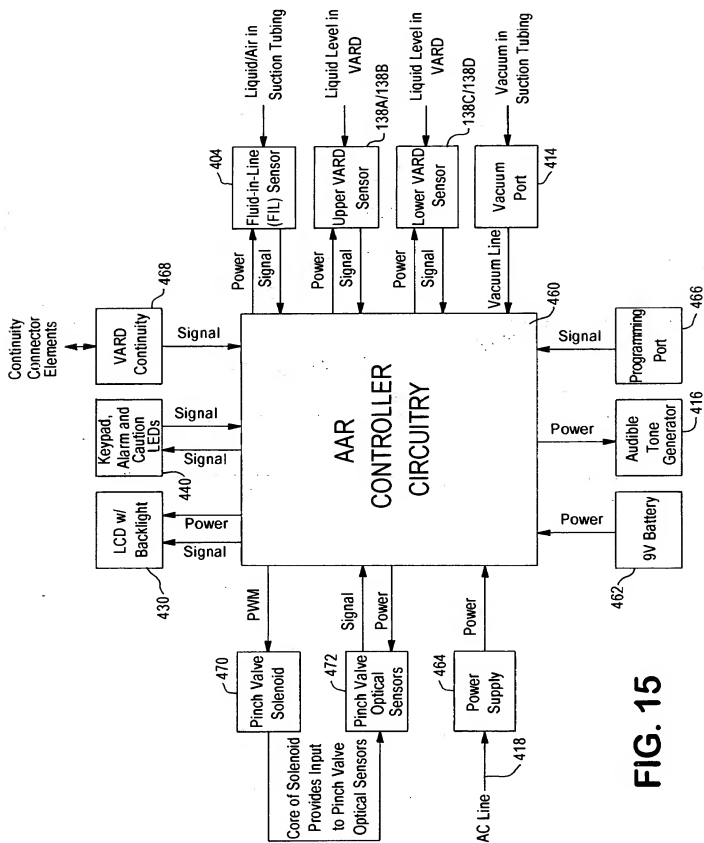 Continuity
Connector
Elements
468
VARD
Continuity
Signal
Keypad,
Alarm and
Caution
LEDs
440
Signal
Signal
LCD w/
Backlight
430
Signal
Power
404
Fluid-in-Line
(FIL) Sensor
Liquid/Air in
Suction Tubing
Power
Signal
Upper VARD
Sensor
138A/138B
Liquid Level in
VARD
Power
Signal
Lower VARD
Sensor
138C/138D
Liquid Level in
VARD
Power
Signal
Vacuum
Port
414
Vacuum in
Suction Tubing
Vacuum Line
AAR
CONTROLLER
CIRCUITRY
460
PWM
470
Pinch Valve
Solenoid
Signal
Power
472
Pinch Valve
Optical
Sensors
Core of Solenoid
Provides Input
to Pinch Valve
Optical Sensors
Power
464
Power
Supply
AC Line
418
Power
9V Battery
462
Power
Audible
Tone
Generator
416
Signal
Programming
Port
466
FIG. 15